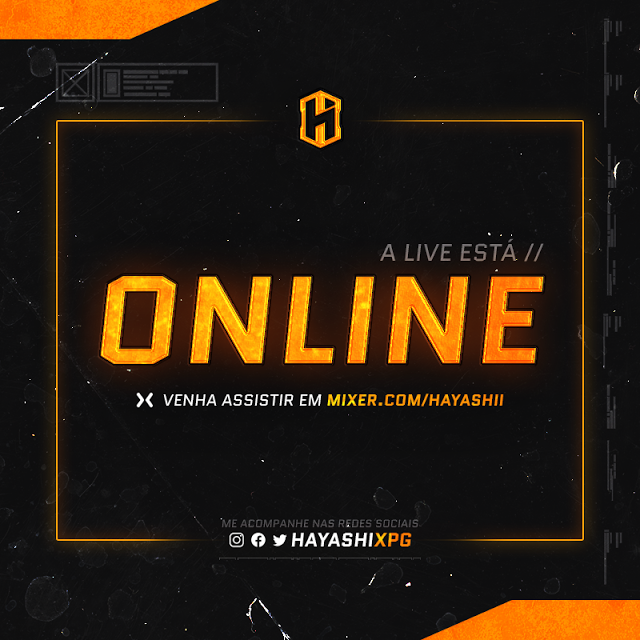 A LIVE ESTÁ //
ONLINE
VENHA ASSISTIR EM MIXER.COM/HAYASHII
ME ACOMPANHE NAS REDES SOCIAIS
HAYASHIXPG